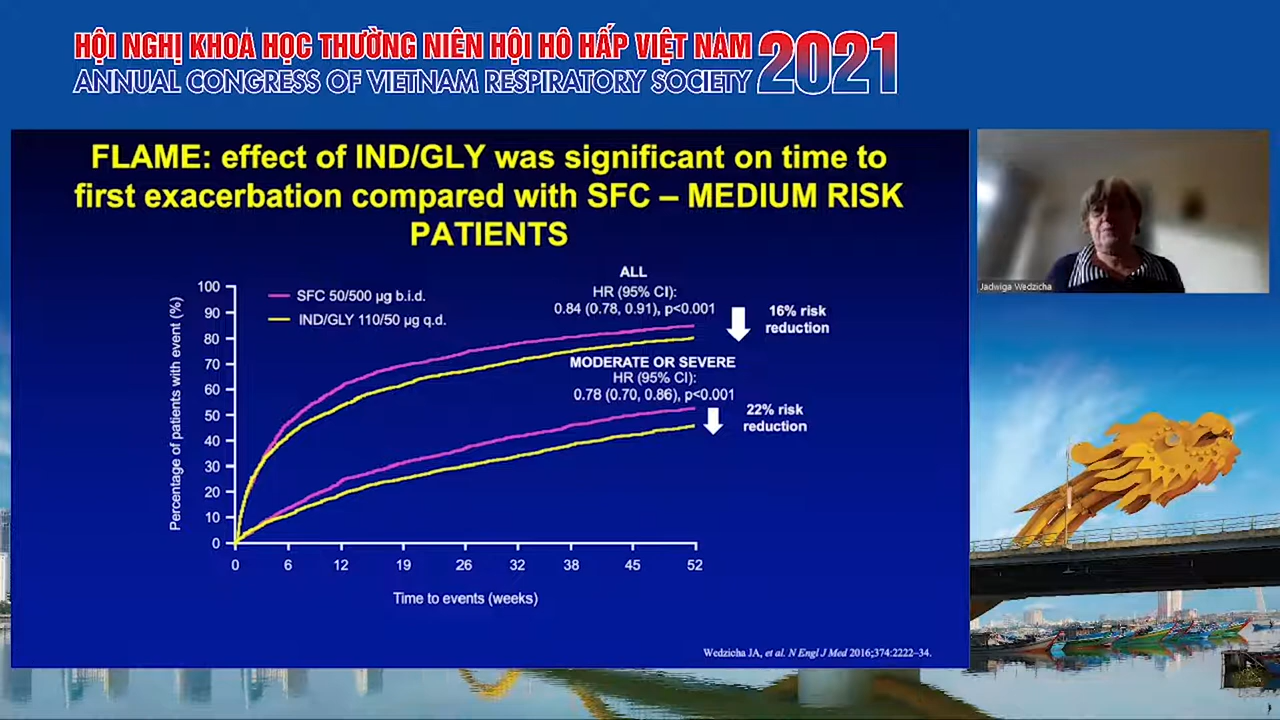 HỘI NGHỊ KHOA HỌC THƯỜNG NIÊN HỘI HÔ HẤP VIỆT NAM
ANNUAL CONGRESS OF VIETNAM RESPIRATORY SOCIETY
2021
FLAME: effect of IND/GLY was significant on time to
first exacerbation compared with SFC – MEDIUM RISK
PATIENTS
Percentage of patients with event (%)
100
90
80
70
60
50
40
30
20
10
0
SFC 50/500 μg b.i.d.
IND/GLY 110/50 μg q.d.
ALL
HR (95% CI):
0.84 (0.78, 0.91), p<0.001
16% risk
reduction
MODERATE OR SEVERE
HR (95% CI):
0.78 (0.70, 0.86), p<0.001
22% risk
reduction
0 6 12 19 26 32 38 45 52
Time to events (weeks)
Wedzicha JA, et al. N Engl J Med 2016;374:2222–34.
Jadwiga Wedzicha